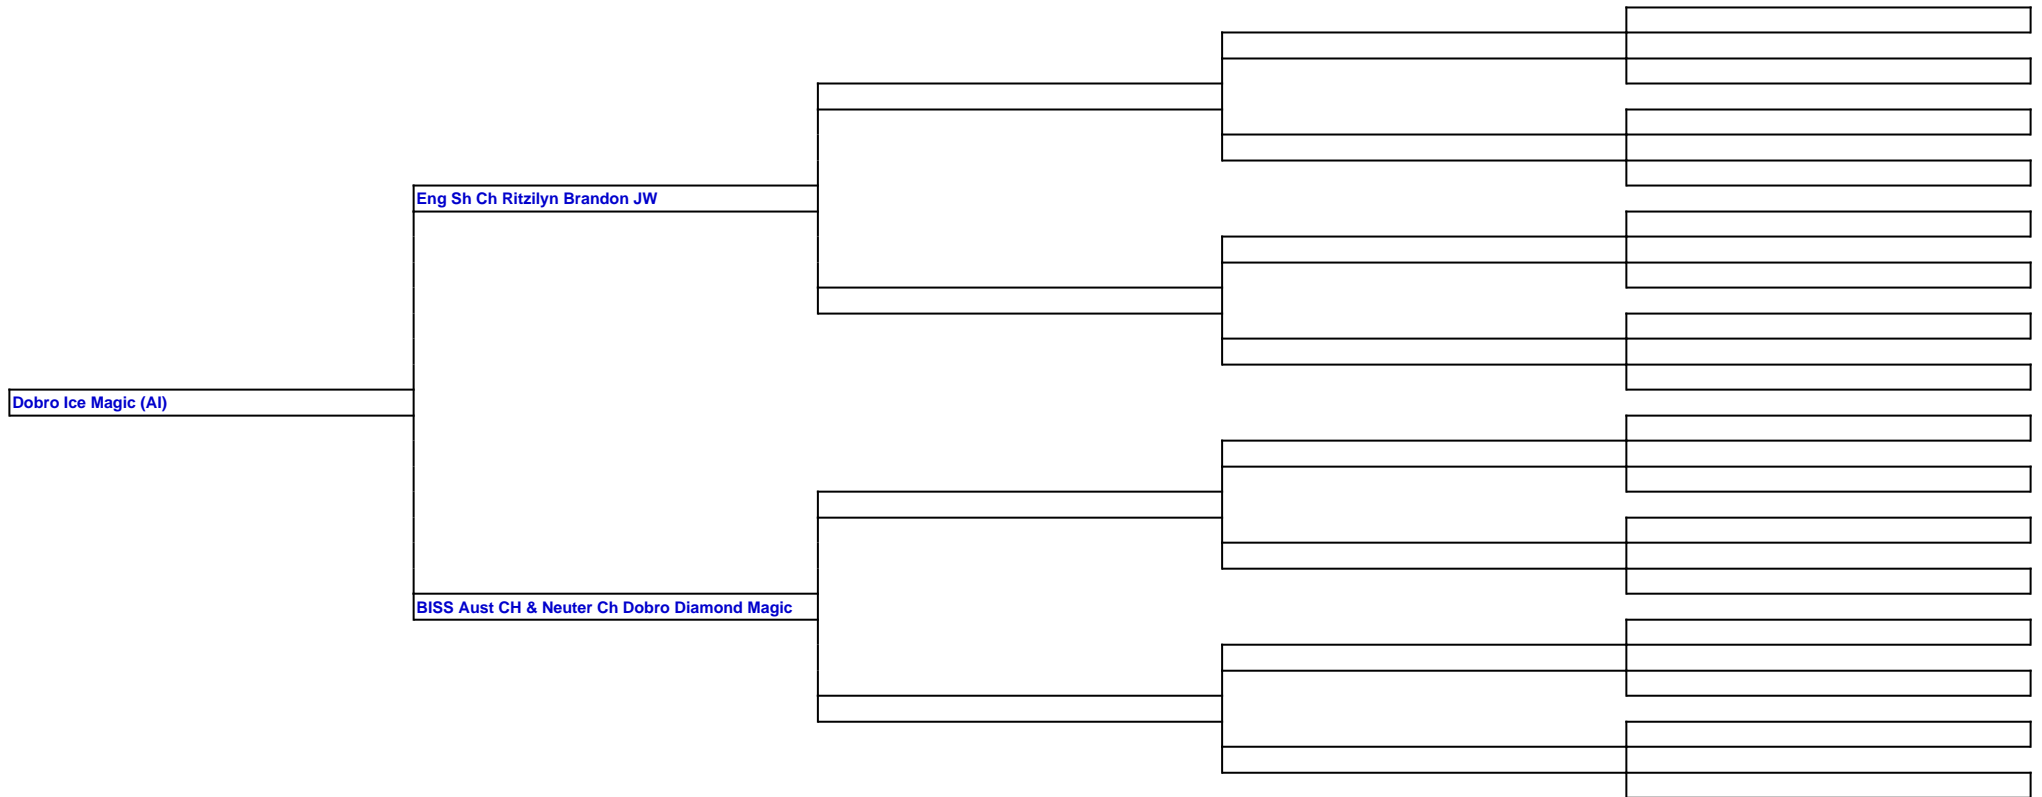 Eng Sh Ch Ritzilyn Brandon JW
Dobro Ice Magic (AI)
BISS Aust CH & Neuter Ch Dobro Diamond Magic